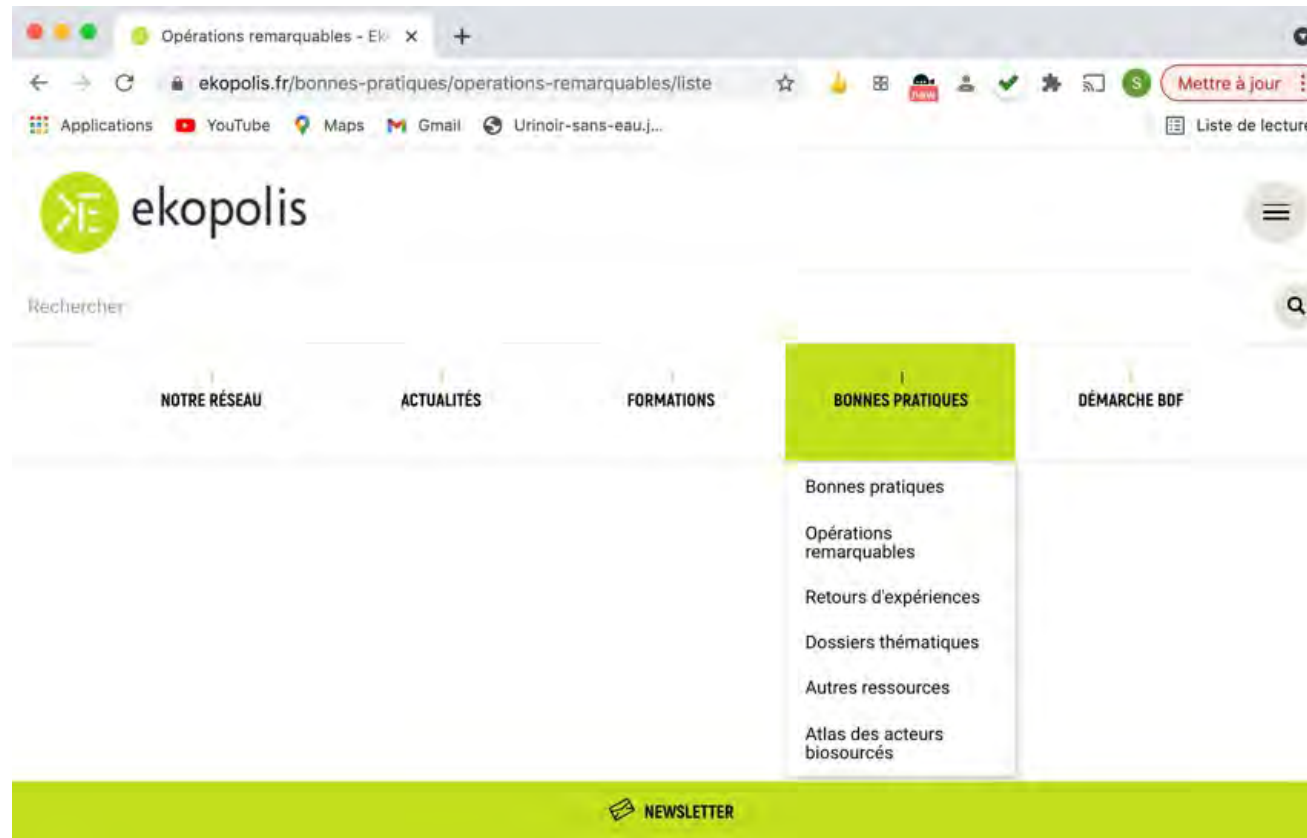 Opérations remarquables - Ek
ekopolis.fr/bonnes-pratiques/operations-remarquables/liste
new
S
Mettre à jour
Applications
YouTube
Maps
Gmail
Urinoir-sans-eau.j...
Liste de lecture
ekopolis
Rechercher
NOTRE RÉSEAU
ACTUALITÉS
FORMATIONS
BONNES PRATIQUES
DÉMARCHE BDF
Bonnes pratiques
Opérations
remarquables
Retours d'expériences
Dossiers thématiques
Autres ressources
Atlas des acteurs
biosourcés
NEWSLETTER